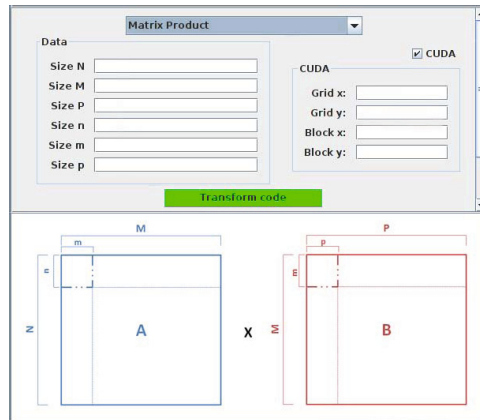 Matrix Product
Data
Size N
Size M
Size P
Size n
Size m
Size p
CUDA
CUDA
Grid x:
Grid y:
Block x:
Block y:
Transform code
M
m
n
N
A
X
P
p
m
M
B